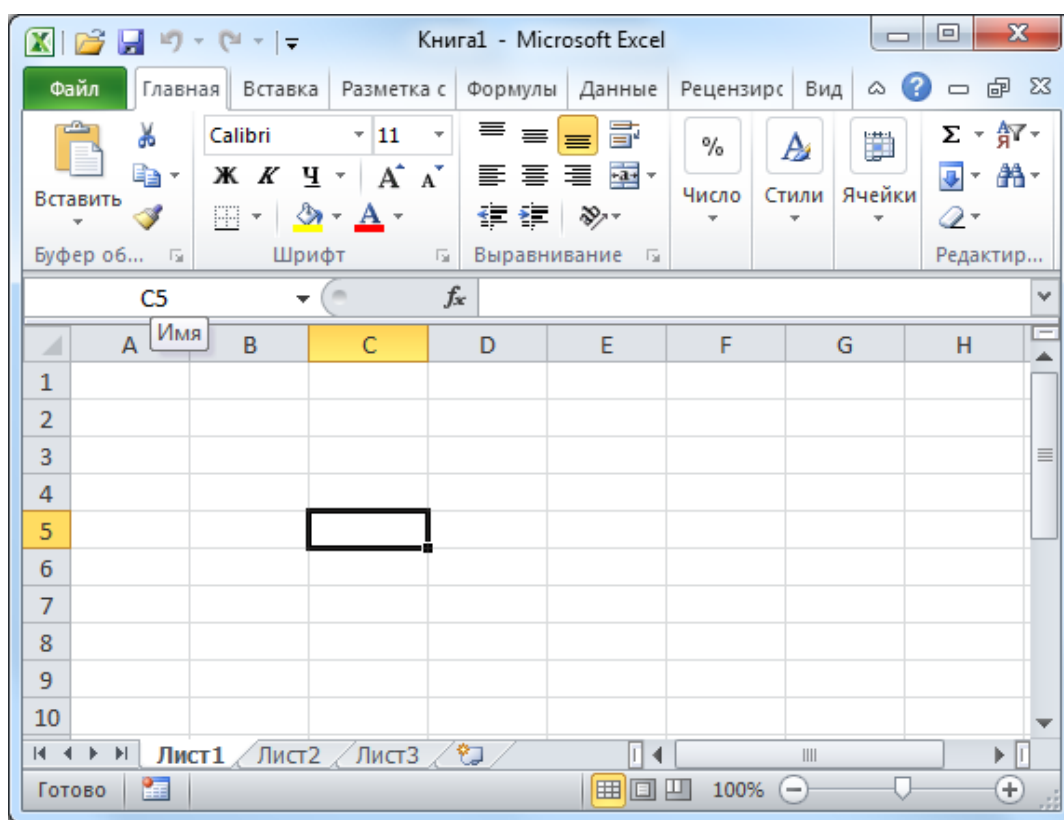 Книга1 - Microsoft Excel
Файл Главная Вставка Разметка с Формулы Данные Рецензирс Вид
Calibri 11
Ж К Ч A A
% Σ А Я
Вставить
А
Число Стили Ячейки
Буфер об... Шрифт Выравнивание Редактир...
C5 fx
Имя
A B C D E F G H
1
2
3
4
5
6
7
8
9
10
Лист1 Лист2 Лист3
Готово 100%